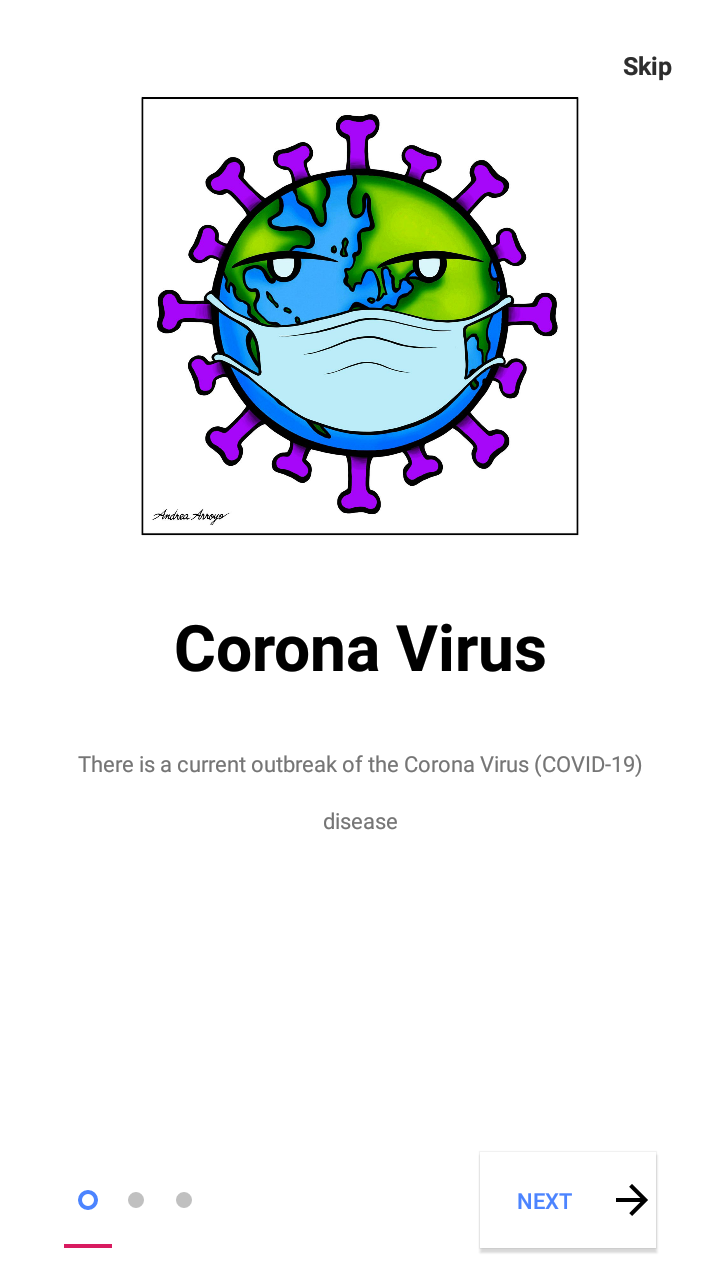 Skip
Andrea Arroyo
Corona Virus
There is a current outbreak of the Corona Virus (COVID-19)
disease
NEXT